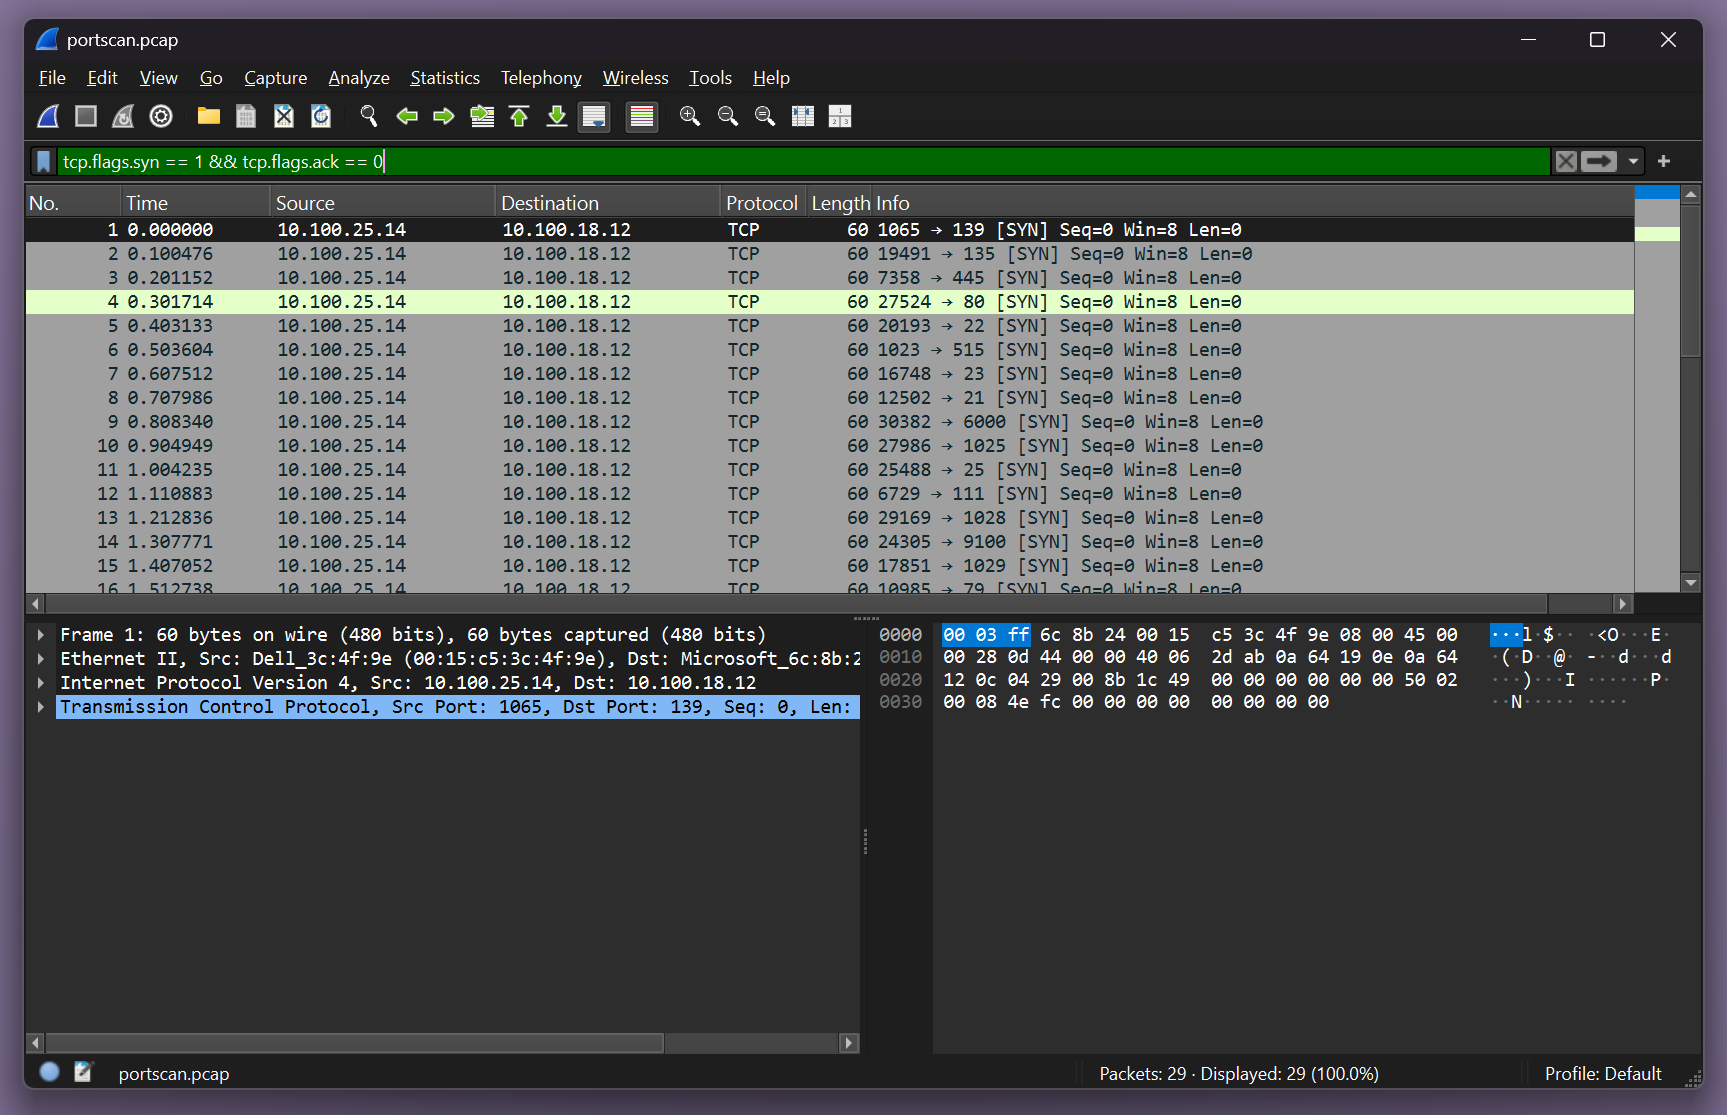 portscan.pcap
File Edit View Go Capture Analyze Statistics Telephony Wireless Tools Help
tcp.flags.syn == 1 && tcp.flags.ack == 0
No. Time Source Destination Protocol Length Info
1 0.000000 10.100.25.14 10.100.18.12 TCP 60 1065 → 139 [SYN] Seq=0 Win=8 Len=0
2 0.100476 10.100.25.14 10.100.18.12 TCP 60 19491 → 135 [SYN] Seq=0 Win=8 Len=0
3 0.201152 10.100.25.14 10.100.18.12 TCP 60 7358 → 445 [SYN] Seq=0 Win=8 Len=0
4 0.301714 10.100.25.14 10.100.18.12 TCP 60 27524 → 80 [SYN] Seq=0 Win=8 Len=0
5 0.403133 10.100.25.14 10.100.18.12 TCP 60 20193 → 22 [SYN] Seq=0 Win=8 Len=0
6 0.503604 10.100.25.14 10.100.18.12 TCP 60 1023 → 515 [SYN] Seq=0 Win=8 Len=0
7 0.607512 10.100.25.14 10.100.18.12 TCP 60 16748 → 23 [SYN] Seq=0 Win=8 Len=0
8 0.707986 10.100.25.14 10.100.18.12 TCP 60 12502 → 21 [SYN] Seq=0 Win=8 Len=0
9 0.808340 10.100.25.14 10.100.18.12 TCP 60 30382 → 6000 [SYN] Seq=0 Win=8 Len=0
10 0.904949 10.100.25.14 10.100.18.12 TCP 60 27986 → 1025 [SYN] Seq=0 Win=8 Len=0
11 1.004235 10.100.25.14 10.100.18.12 TCP 60 25488 → 25 [SYN] Seq=0 Win=8 Len=0
12 1.110883 10.100.25.14 10.100.18.12 TCP 60 6729 → 111 [SYN] Seq=0 Win=8 Len=0
13 1.212836 10.100.25.14 10.100.18.12 TCP 60 29169 → 1028 [SYN] Seq=0 Win=8 Len=0
14 1.307771 10.100.25.14 10.100.18.12 TCP 60 24305 → 9100 [SYN] Seq=0 Win=8 Len=0
15 1.407052 10.100.25.14 10.100.18.12 TCP 60 17851 → 1029 [SYN] Seq=0 Win=8 Len=0
16 1.512738 10.100.25.14 10.100.18.12 TCP 60 10985 → 79 [SYN] Seq=0 Win=8 Len=0
Frame 1: 60 bytes on wire (480 bits), 60 bytes captured (480 bits)
Ethernet II, Src: Dell_3c:4f:9e (00:15:c5:3c:4f:9e), Dst: Microsoft_6c:8b:2
Internet Protocol Version 4, Src: 10.100.25.14, Dst: 10.100.18.12
Transmission Control Protocol, Src Port: 1065, Dst Port: 139, Seq: 0, Len:
0000 00 03 ff 6c 8b 24 00 15 c5 3c 4f 9e 08 00 45 00 ···l·$·· ·<O···E·
0010 00 28 0d 44 00 00 40 06 2d ab 0a 64 19 0e 0a 64 ·(·D··@· -··d···d
0020 12 0c 04 29 00 8b 1c 49 00 00 00 00 00 00 50 02 ···)···I ······P·
0030 00 08 4e fc 00 00 00 00 00 00 00 00 ··N····· ····
portscan.pcap
Packets: 29 · Displayed: 29 (100.0%)
Profile: Default